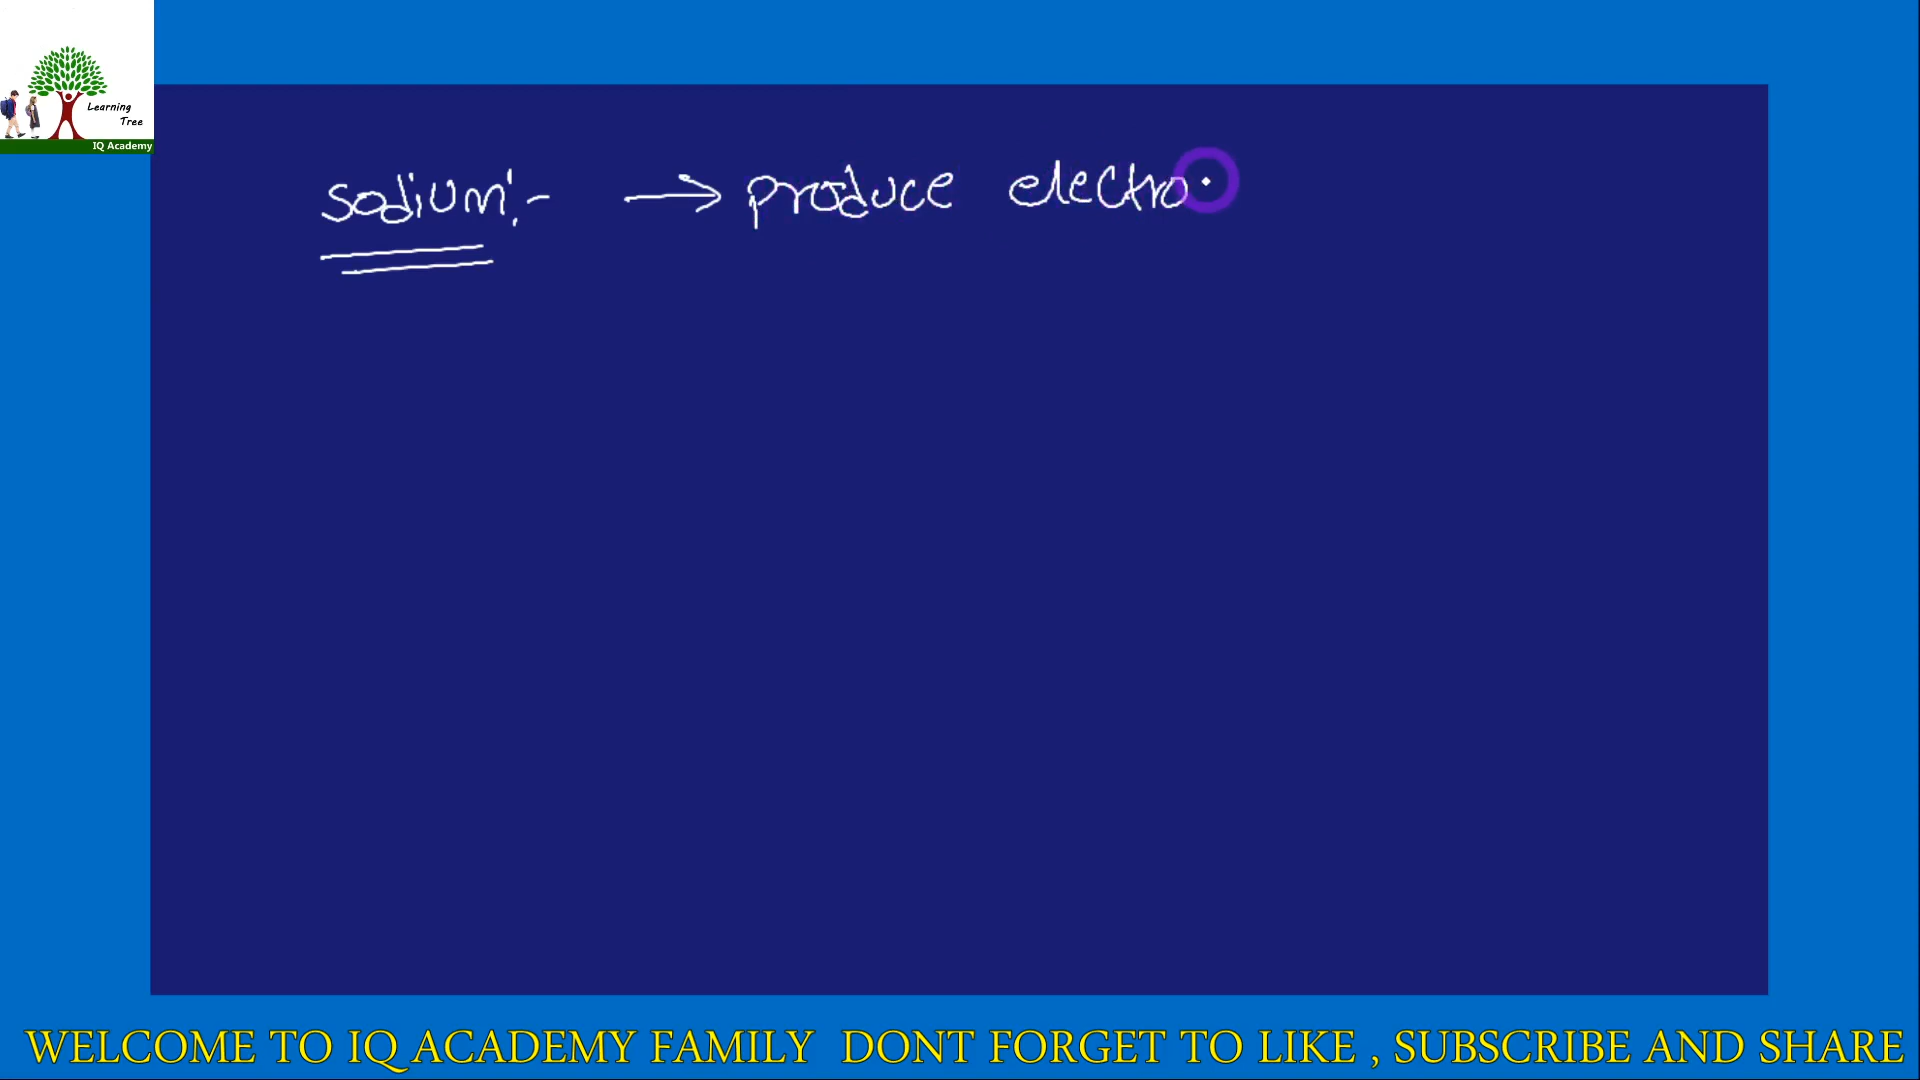 Learning
Tree
IQ Academy
sodium:- → produce electro
WELCOME TO IQ ACADEMY FAMILY DONT FORGET TO LIKE , SUBSCRIBE AND SHARE